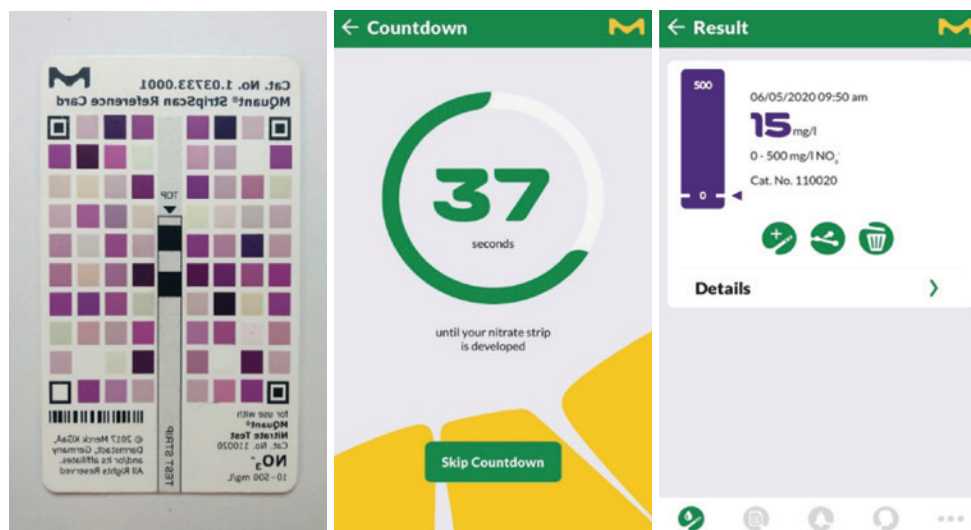 M
Cat. No. 1.03733.0001
MQuant® StripScan Reference Card
TOP
TEST STRIP
for use with
MQuant®
Nitrate Test
Cat. No. 110020
NO₃⁻
10–500 mg/L
© 2017 Merck KGaA,
Darmstadt, Germany
and/or its affiliates.
All Rights Reserved
← Countdown M
37
seconds
until your nitrate strip
is developed
Skip Countdown
← Result M
500
0
06/05/2020 09:50 am
15 mg/l
0 - 500 mg/l NO₃⁻
Cat. No. 110020
Details